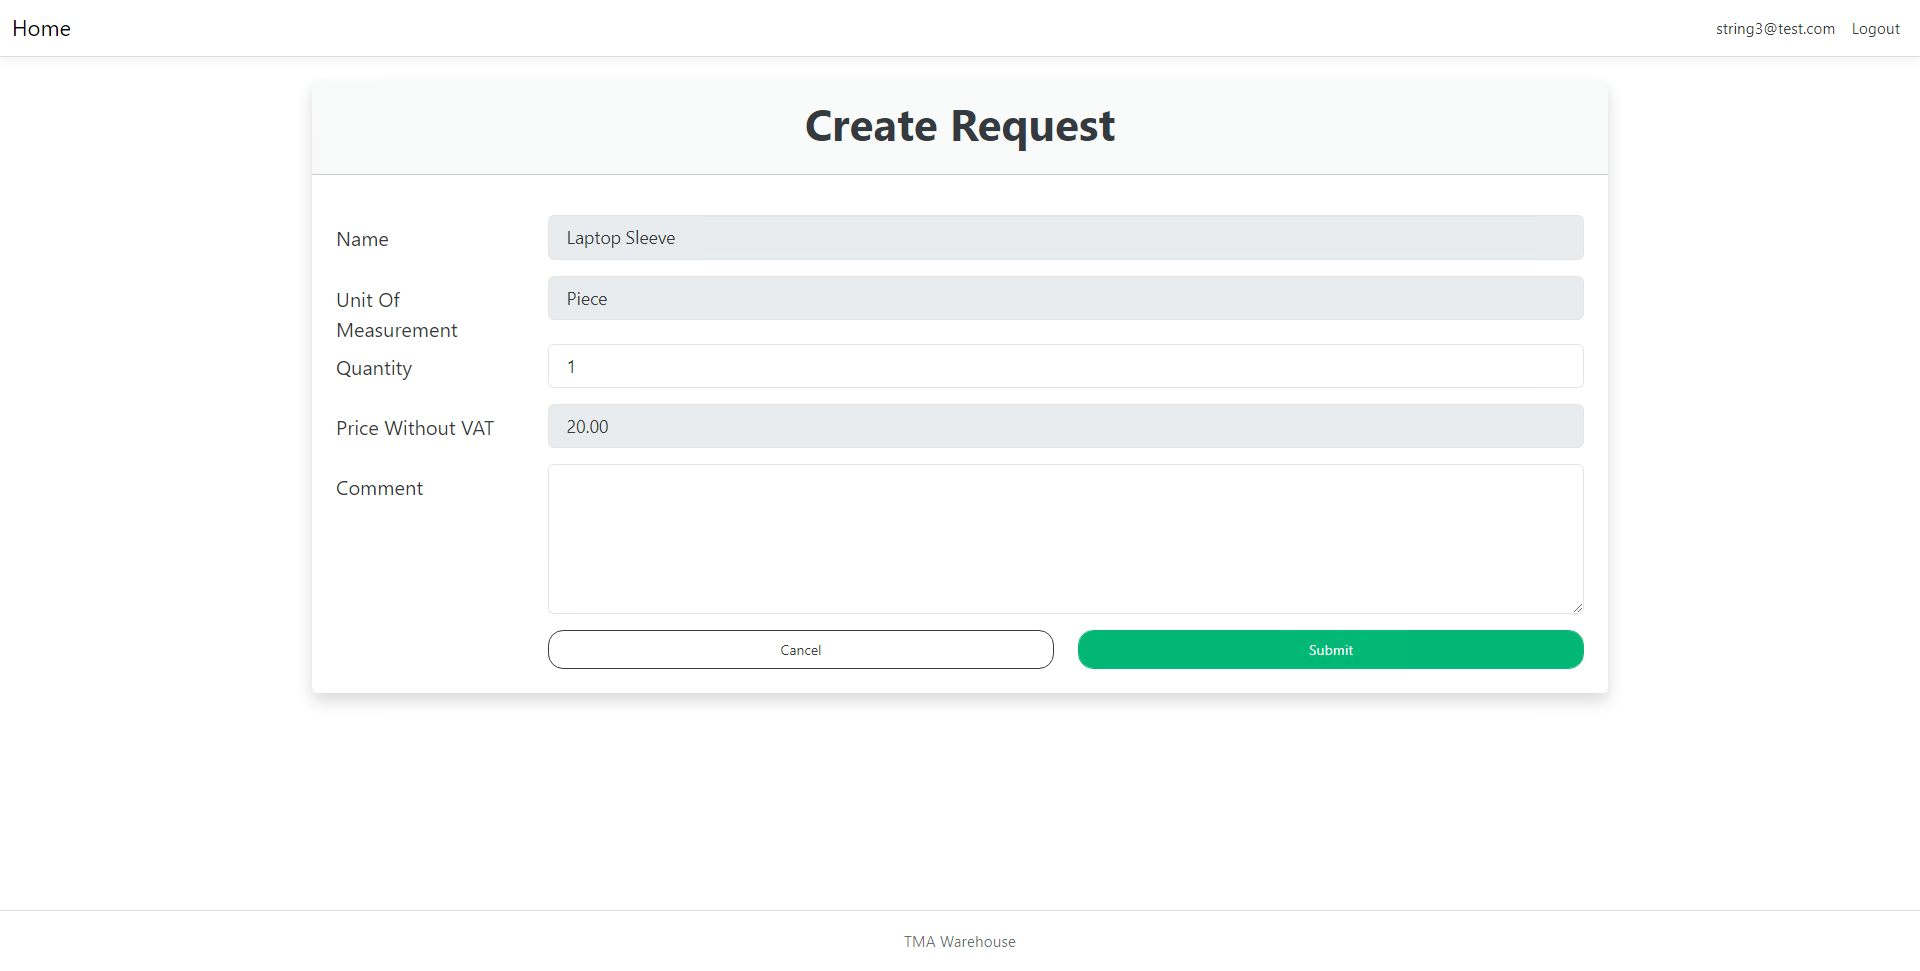 Home
string3@test.com Logout
Create Request
Name
Laptop Sleeve
Unit Of
Measurement
Piece
Quantity
1
Price Without VAT
20.00
Comment
Cancel
Submit
TMA Warehouse